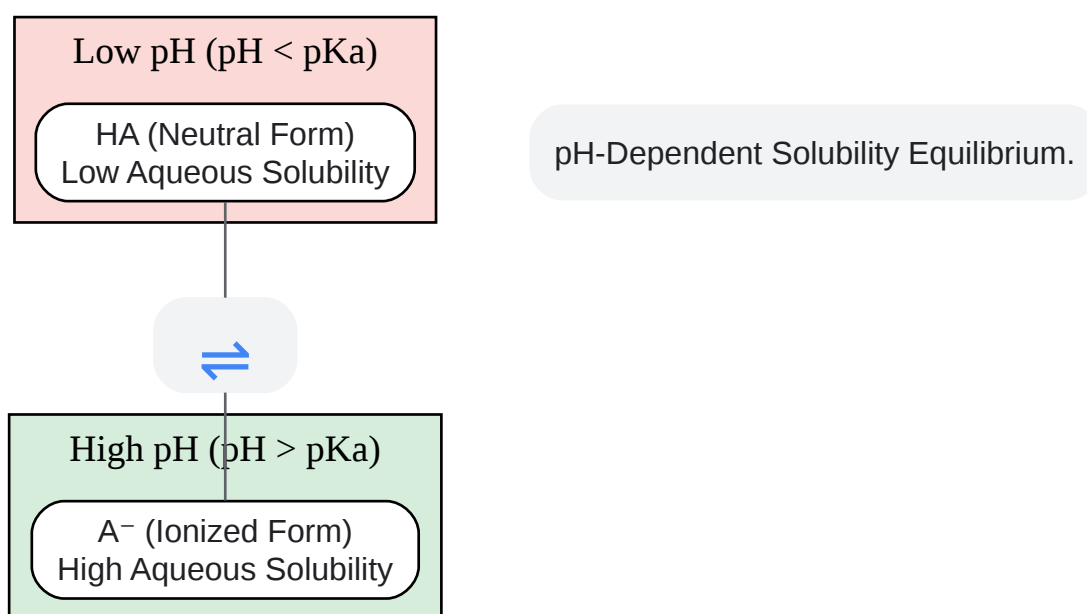 Low pH (pH < pKa)
HA (Neutral Form)
Low Aqueous Solubility
pH-Dependent Solubility Equilibrium.
⇌
High pH (pH > pKa)
A⁻ (Ionized Form)
High Aqueous Solubility